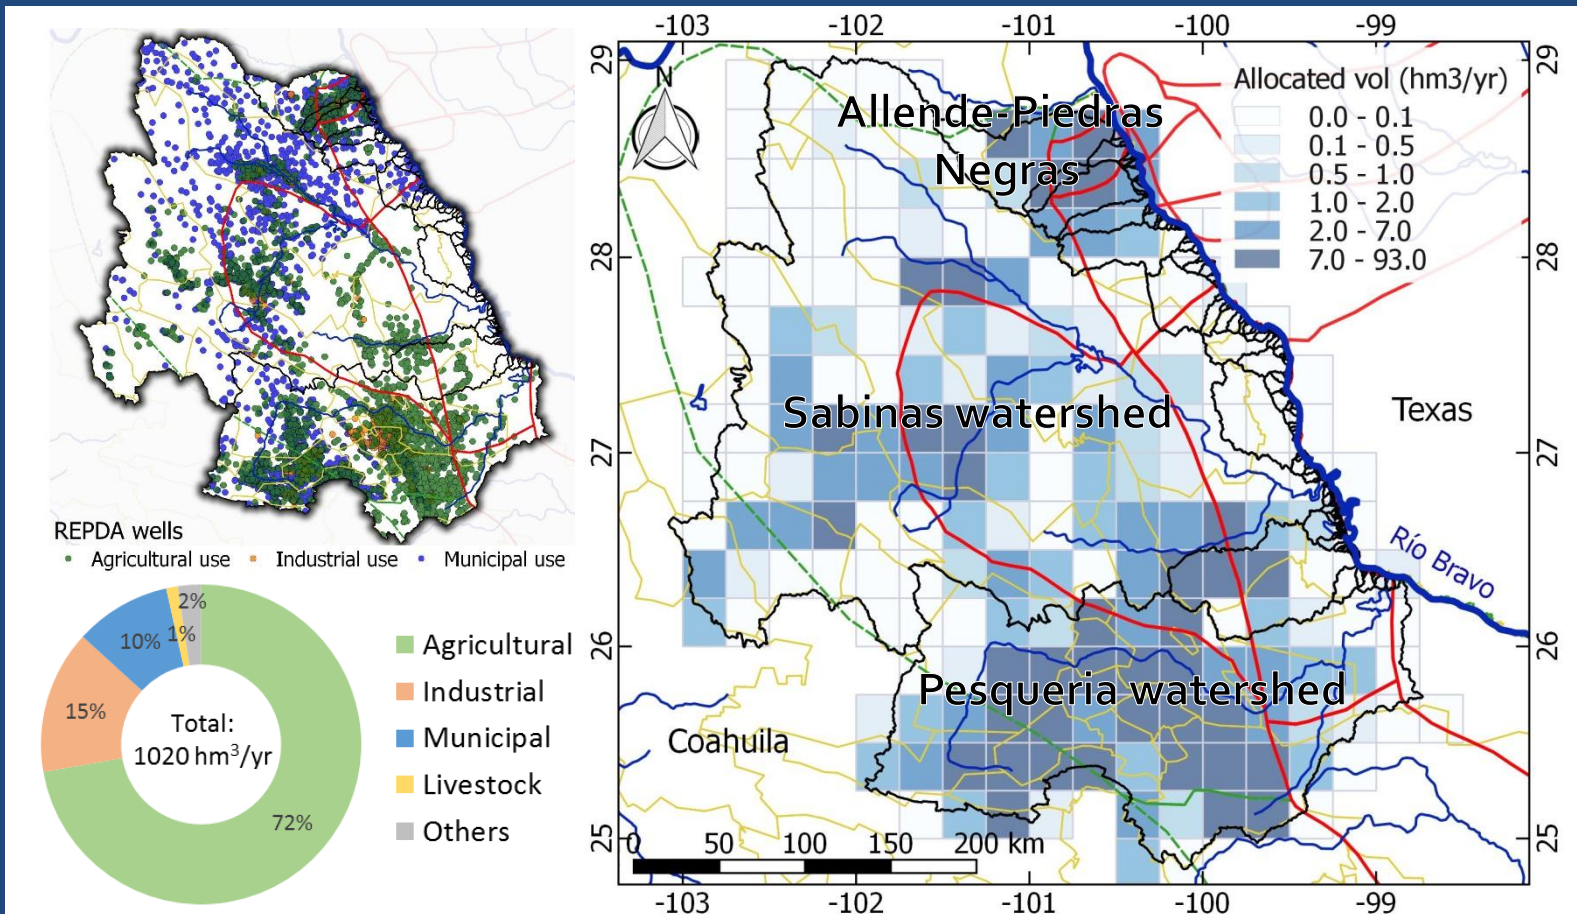 REPDA wells
Agricultural use
Industrial use
Municipal use
2%
1%
10%
15%
72%
Total:
1020 hm³/yr
Agricultural
Industrial
Municipal
Livestock
Others
-103
-102
-101
-100
-99
29
28
27
26
25
29
28
27
26
25
N
Allende-Piedras
Negras
Allocated vol (hm3/yr)
0.0 - 0.1
0.1 - 0.5
0.5 - 1.0
1.0 - 2.0
2.0 - 7.0
7.0 - 93.0
Sabinas watershed
Texas
Río Bravo
Pesqueria watershed
Coahuila
0
50
100
150
200 km
-103
-102
-101
-100
-99